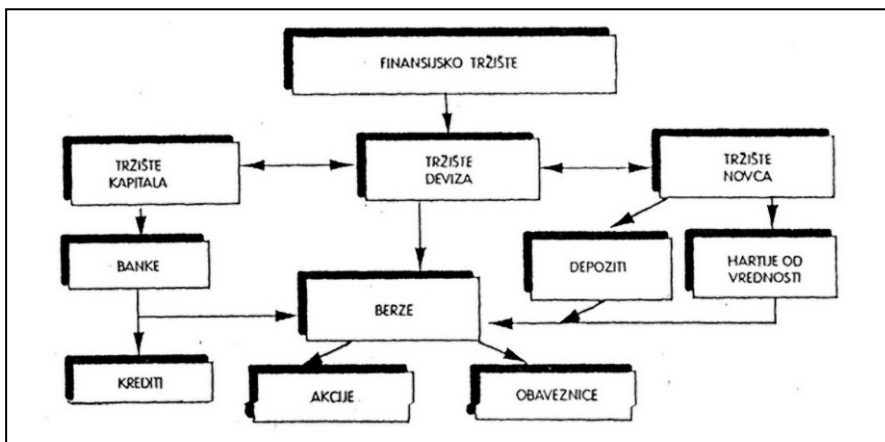 FINANSIJSKO TRŽIŠTE
TRŽIŠTE
KAPITALA
TRŽIŠTE
DEVIZA
TRŽIŠTE
NOVCA
BANKE
DEPOZITI
HARTIJE OD
VREDNOSTI
BERZE
KREDITI
AKCIJE
OBAVEZNICE